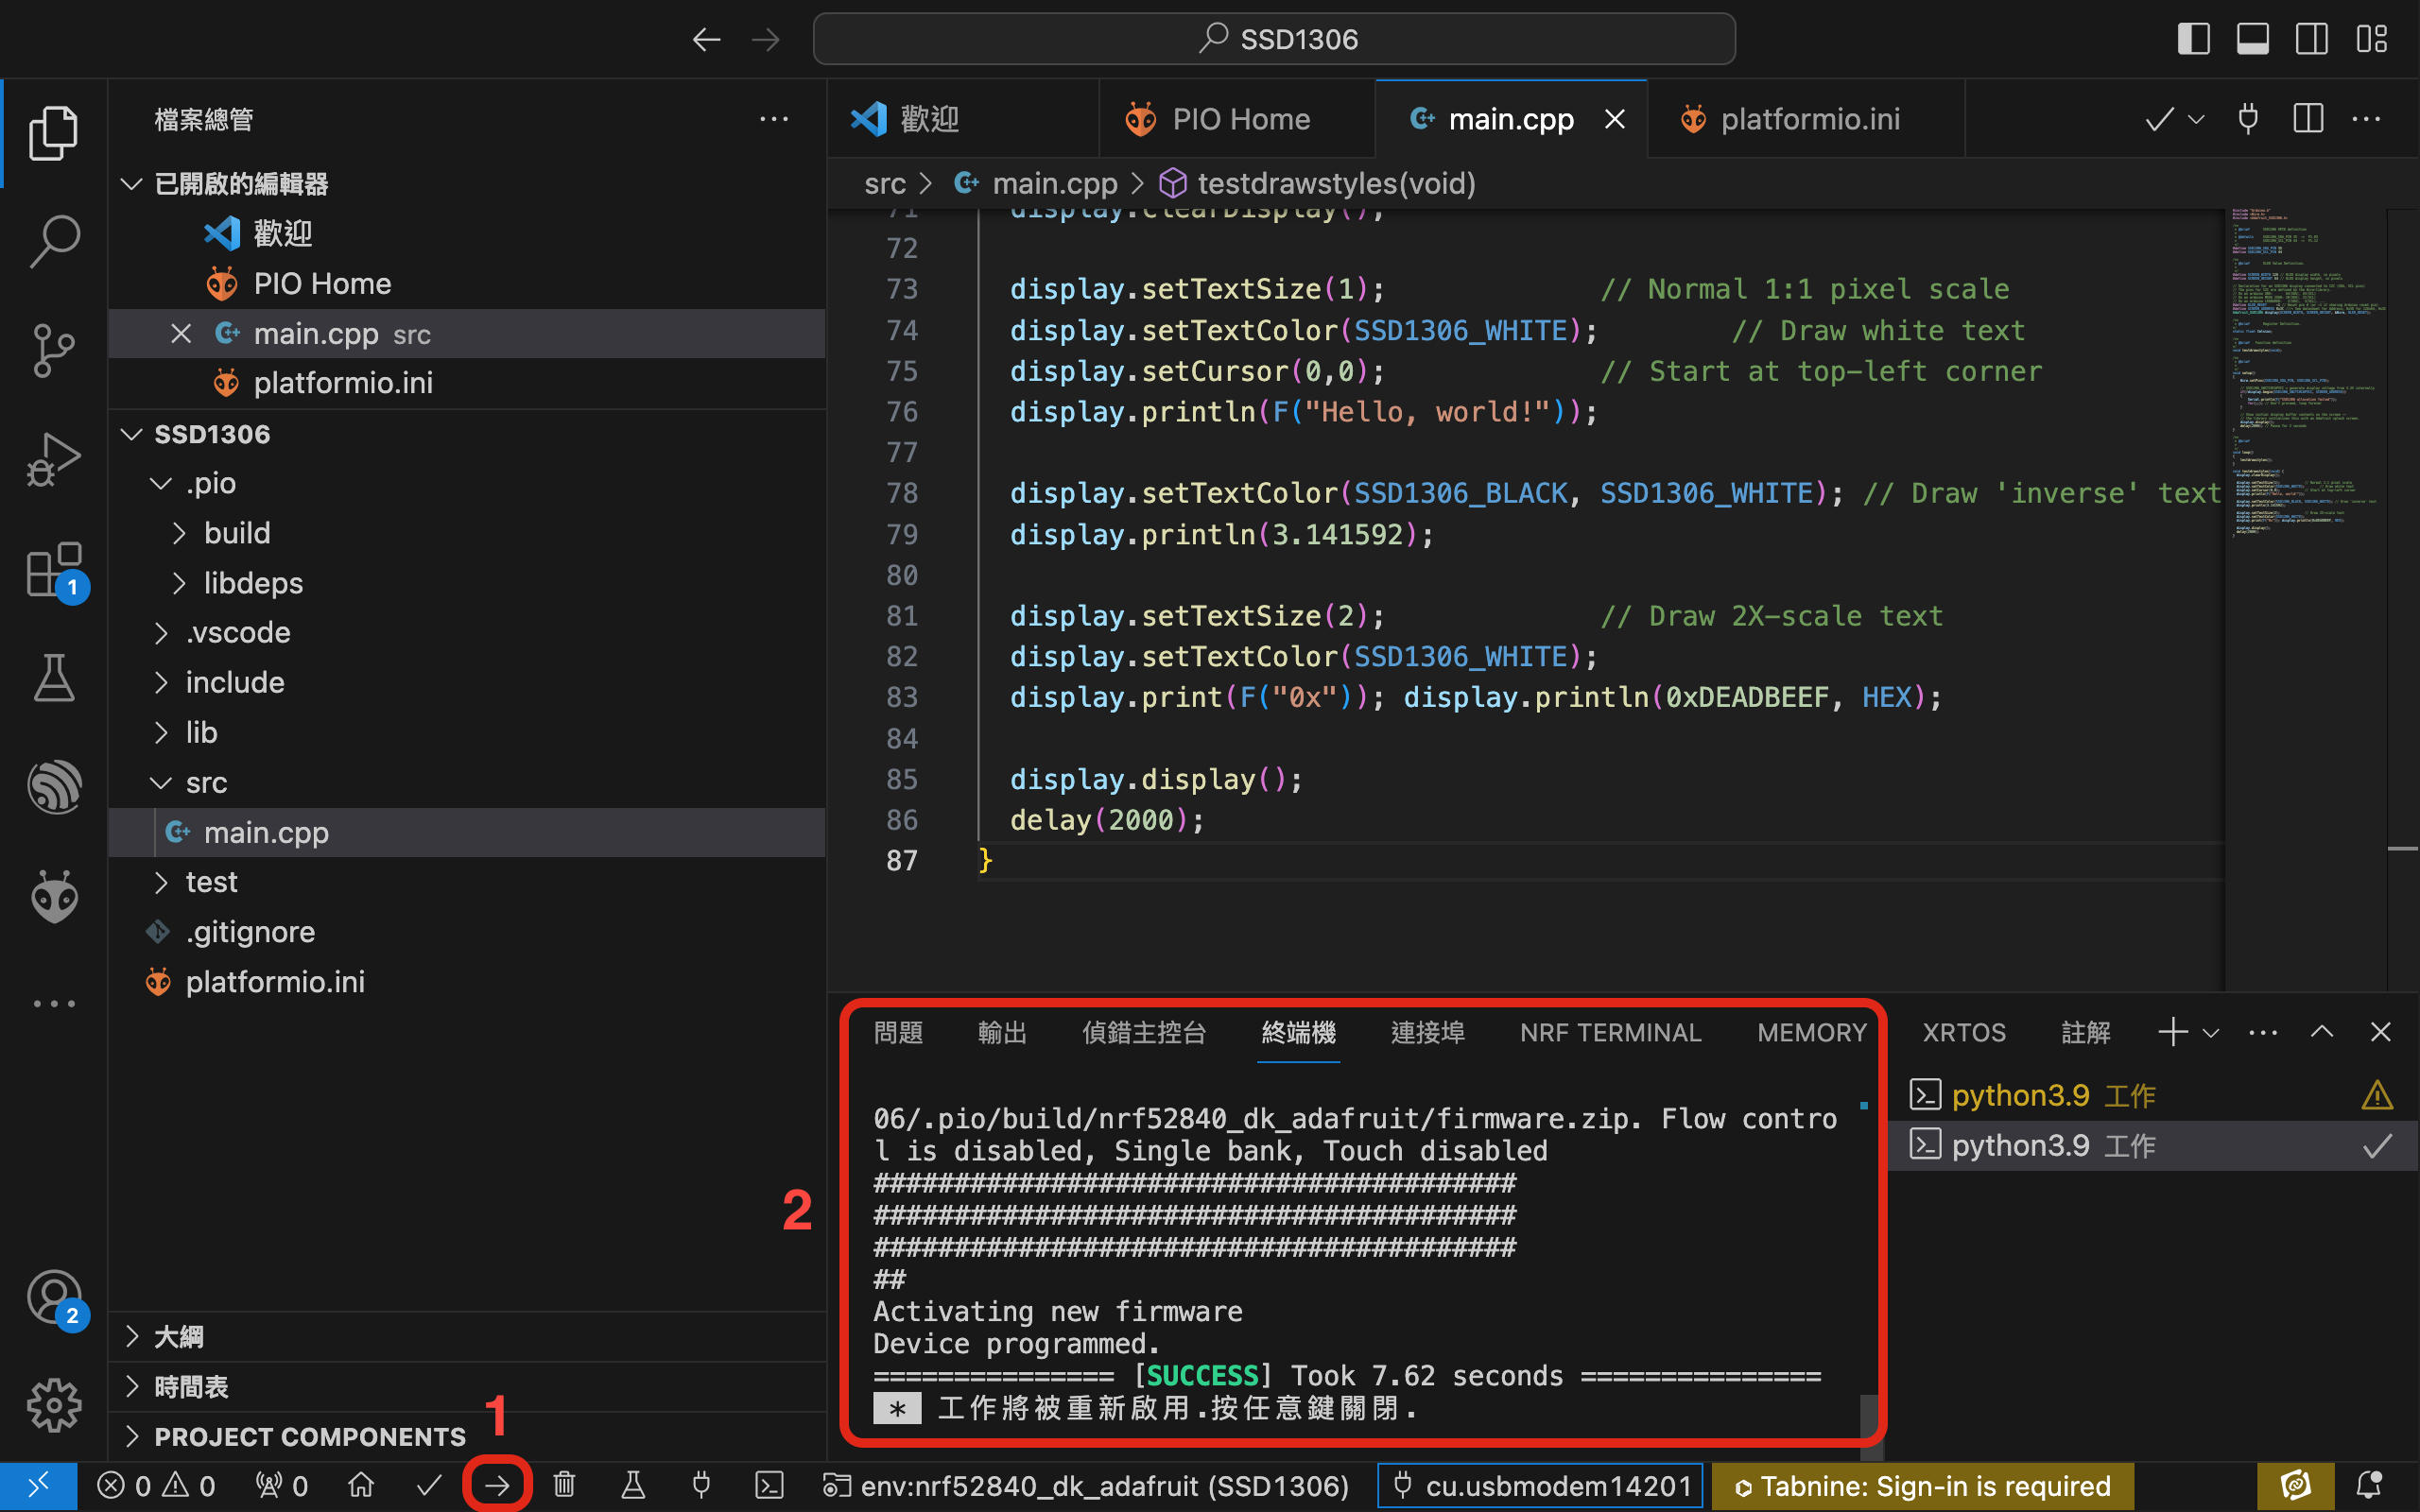 SSD1306
檔案總管
已開啟的編輯器
歡迎
PIO Home
main.cpp src
platformio.ini
SSD1306
.pio
build
libdeps
.vscode
include
lib
src
main.cpp
test
.gitignore
platformio.ini
大綱
時間表
PROJECT COMPONENTS
1
2
1
2
歡迎
PIO Home
main.cpp
platformio.ini
src > main.cpp > testdrawstyles(void)
71 display.clearDisplay();
72
73 display.setTextSize(1); // Normal 1:1 pixel scale
74 display.setTextColor(SSD1306_WHITE); // Draw white text
75 display.setCursor(0,0); // Start at top-left corner
76 display.println(F("Hello, world!"));
77
78 display.setTextColor(SSD1306_BLACK, SSD1306_WHITE); // Draw 'inverse' text
79 display.println(3.141592);
80
81 display.setTextSize(2); // Draw 2X-scale text
82 display.setTextColor(SSD1306_WHITE);
83 display.print(F("0x")); display.println(0xDEADBEEF, HEX);
84
85 display.display();
86 delay(2000);
87 }
問題 輸出 偵錯主控台 終端機 連接埠 NRF TERMINAL MEMORY XRTOS 註解
06/.pio/build/nrf52840_dk_adafruit/firmware.zip. Flow contro
l is disabled, Single bank, Touch disabled
########################################
########################################
########################################
##
Activating new firmware
Device programmed.
=============== [SUCCESS] Took 7.62 seconds ===============
* 工作將被重新啟用.按任意鍵關閉.
python3.9 工作
python3.9 工作
0 0 0 env:nrf52840_dk_adafruit (SSD1306) cu.usbmodem14201 Tabnine: Sign-in is required